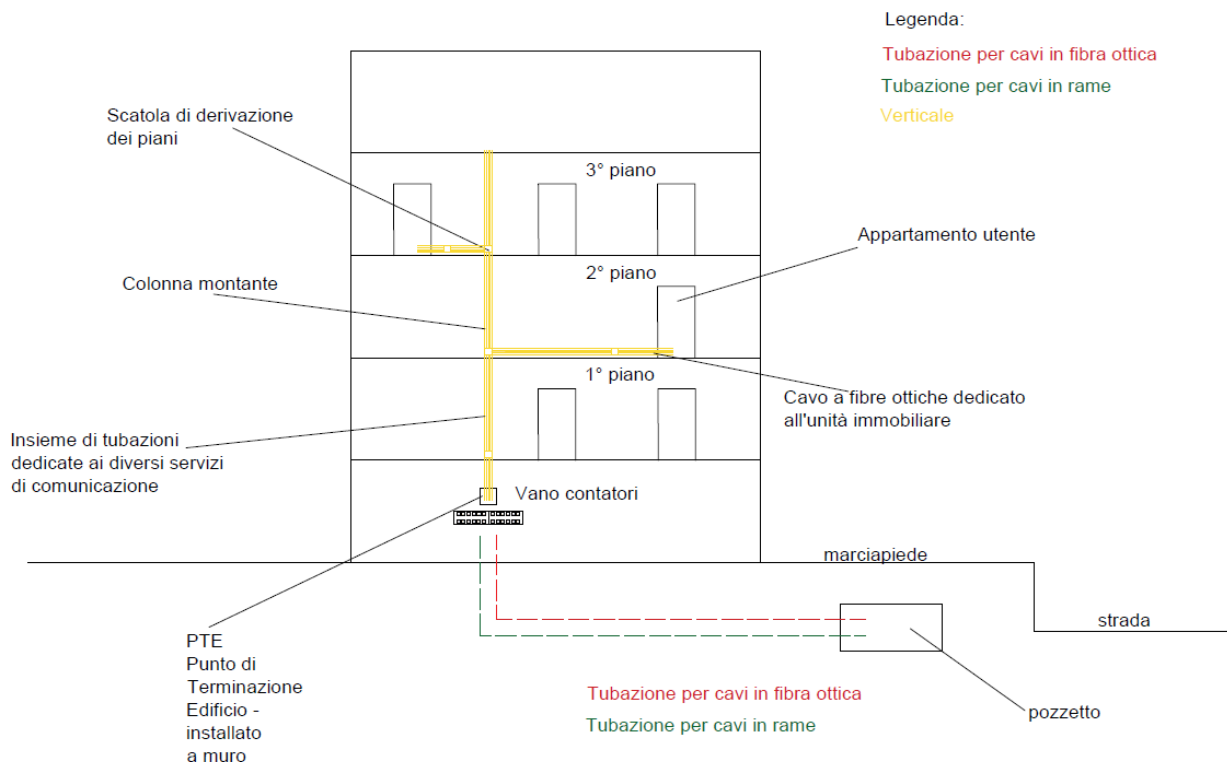 Legenda:
Tubazione per cavi in fibra ottica
Tubazione per cavi in rame
Verticale
Scatola di derivazione
dei piani
3° piano
Appartamento utente
2° piano
Colonna montante
1° piano
Cavo a fibre ottiche dedicato
all'unità immobiliare
Insieme di tubazioni
dedicate ai diversi servizi
di comunicazione
Vano contatori
marciapiede
strada
PTE
Punto di
Terminazione
Edificio -
installato
a muro
Tubazione per cavi in fibra ottica
Tubazione per cavi in rame
pozzetto